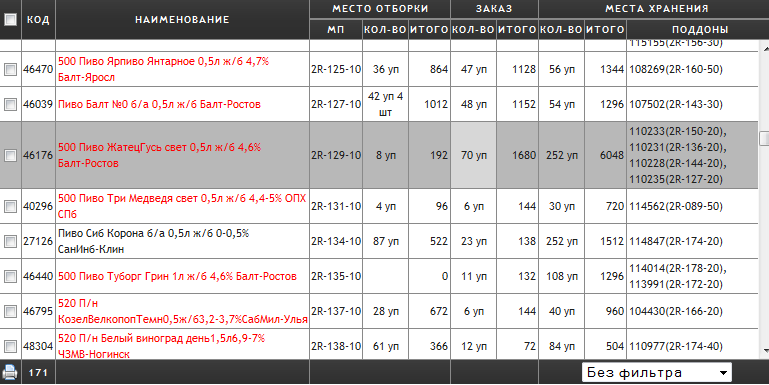 КОД НАИМЕНОВАНИЕ МЕСТО ОТБОРКИ ЗАКАЗ МЕСТА ХРАНЕНИЯ
МП КОЛ-ВО ИТОГО КОЛ-ВО ИТОГО КОЛ-ВО ИТОГО ПОДДОНЫ
115155(2R-156-30)
46470 500 Пиво Ярпиво Янтарное 0,5л ж/б 4,7% Балт-Яросл 2R-125-10 36 уп 864 47 уп 1128 56 уп 1344 108269(2R-160-50)
46039 Пиво Балт №0 б/а 0,5л ж/б Балт-Ростов 2R-127-10 42 уп 4 шт 1012 48 уп 1152 54 уп 1296 107502(2R-143-30)
46176 500 Пиво ЖатецГусь свет 0,5л ж/б 4,6% Балт-Ростов 2R-129-10 8 уп 192 70 уп 1680 252 уп 6048 110233(2R-150-20), 110231(2R-136-20), 110228(2R-144-20), 110235(2R-127-20)
40296 500 Пиво Три Медведя свет 0,5л ж/б 4,4-5% ОПХ СПб 2R-131-10 4 уп 96 6 уп 144 30 уп 720 114562(2R-089-50)
27126 Пиво Сиб Корона б/а 0,5л ж/б 0-0,5% СанИнб-Клин 2R-134-10 87 уп 522 23 уп 138 252 уп 1512 114847(2R-174-20)
46440 500 Пиво Туборг Грин 1л ж/б 4,6% Балт-Ростов 2R-135-10 0 11 уп 132 108 уп 1296 114014(2R-178-20), 113991(2R-172-20)
46795 520 П/н КозелВелкопопТемн0,5ж/б3,2-3,7%СабМил-Улья 2R-137-10 28 уп 672 6 уп 144 40 уп 960 104430(2R-166-20)
48304 520 П/н Белый виноград день1,5лб,9-7% ЧЗМВ-Ногинск 2R-138-10 61 уп 366 12 уп 72 84 уп 504 110977(2R-174-40)
171 Без фильтра